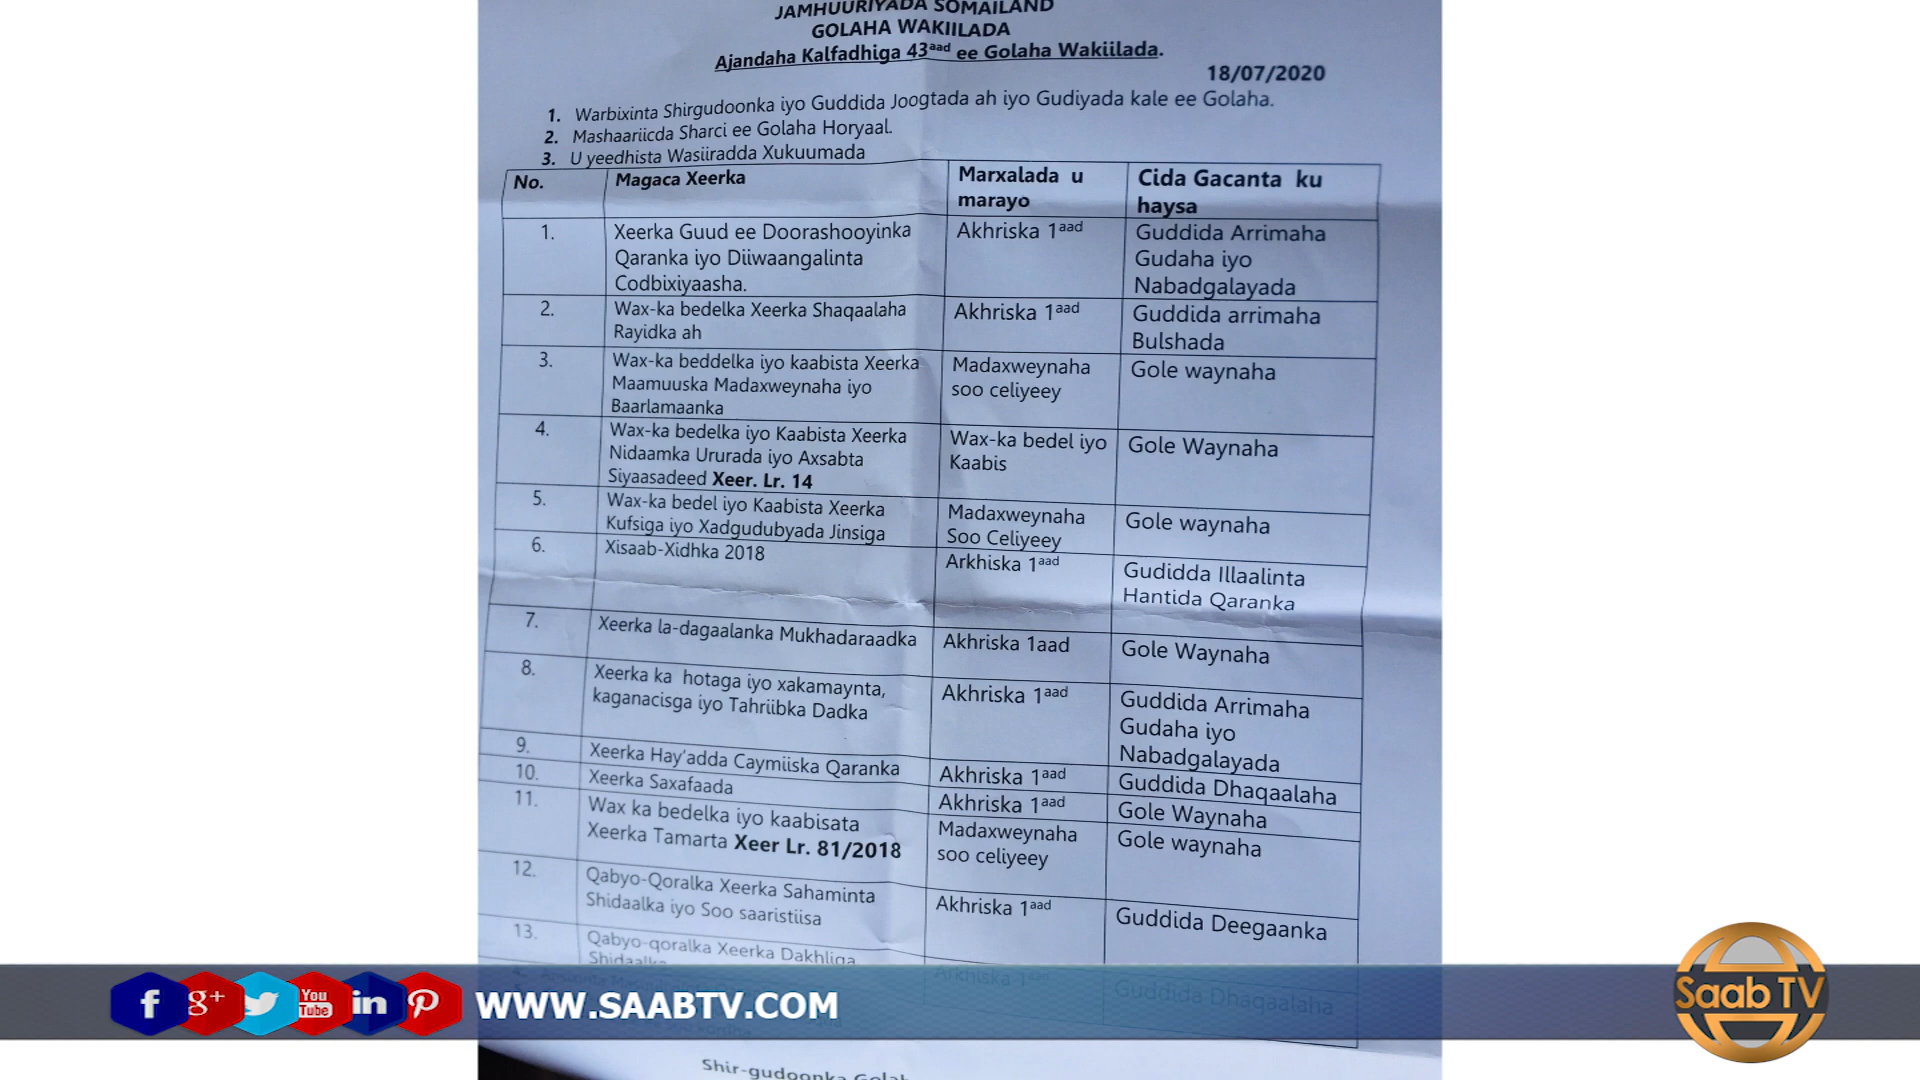 JAMHUURIYADA SOMAILAND
GOLAHA WAKIILADA
Ajandaha Kalfadhiga 43aad ee Golaha Wakiilada.
18/07/2020
1. Warbixinta Shirgudoonka iyo Guddida Joogtada ah iyo Gudiyada kale ee Golaha.
2. Mashaariicda Sharci ee Golaha Horyaal.
3. U yeedhista Wasiiradda Xukuumada
No. Magaca Xeerka Marxalada u Cida Gacanta ku
marayo haysa
1. Xeerka Guud ee Doorashooyinka Akhriska 1aad Guddida Arrimaha
Qaranka iyo Diiwaangalinta Gudaha iyo
Codbixiyaasha. Nabadgalayada
2. Wax-ka bedelka Xeerka Shaqaalaha Akhriska 1aad Guddida arrimaha
Rayidka ah Bulshada
3. Wax-ka beddelka iyo kaabista Xeerka Madaxweynaha Gole waynaha
Maamuuska Madaxweynaha iyo soo celiyeey
Baarlamaanka
4. Wax-ka bedelka iyo Kaabista Xeerka Wax-ka bedel iyo Gole Waynaha
Nidaamka Ururada iyo Axsabta Kaabis
Siyaasadeed Xeer. Lr. 14
5. Wax-ka bedel iyo Kaabista Xeerka Madaxweynaha Gole waynaha
Kufsiga iyo Xadgudubyada Jinsiga Soo Celiyeey
6. Xisaab-Xidhka 2018 Arkhiska 1aad Gudidda Illaalinta
Hantida Qaranka
7. Xeerka la-dagaalanka Mukhadaraadka Akhriska 1aad Gole Waynaha
8. Xeerka ka hotaga iyo xakamaynta, Akhriska 1aad Guddida Arrimaha
kaganacisga iyo Tahriibka Dadka Gudaha iyo
Nabadgalayada
9. Xeerka Hay'adda Caymiiska Qaranka Akhriska 1aad Guddida Dhaqaalaha
10. Xeerka Saxafaada Akhriska 1aad Gole Waynaha
11. Wax ka bedelka iyo kaabisata Madaxweynaha Gole waynaha
Xeerka Tamarta Xeer Lr. 81/2018 soo celiyeey
12. Qabyo-Qoralka Xeerka Sahaminta Akhriska 1aad Guddida Deegaanka
Shidaalka iyo Soo saaristiisa
13. Qabyo-qoralka Xeerka Dakhliga Arkhiska 1aad Guddida Dhaqaalaha
Shidaalka
f g+ You Tube in
WWW.SAABTV.COM
Saab TV
Shir-gudoonka